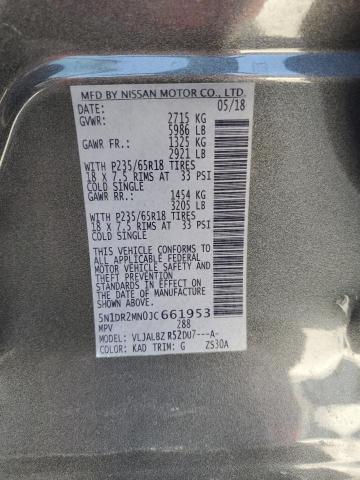 MFD BY NISSAN MOTOR CO., LTD.
DATE: 05/18
GVWR: 2715 KG
5986 LB
GAWR FR.: 1325 KG
2921 LB
WITH P235/65R18 TIRES
18 X 7.5 RIMS AT 33 PSI
COLD SINGLE
GAWR RR.: 1454 KG
3205 LB
WITH P235/65R18 TIRES
18 X 7.5 RIMS AT 33 PSI
COLD SINGLE
THIS VEHICLE CONFORMS TO
ALL APPLICABLE FEDERAL
MOTOR VEHICLE SAFETY
STANDARDS IN EFFECT ON
THE DATE OF MANUFACTURE
SHOWN ABOVE.
5N1DR2MN0JC661953
MPV 288
MODEL: VLJALBZ R52DU7---A-
COLOR: KAD TRIM: G ZS30A